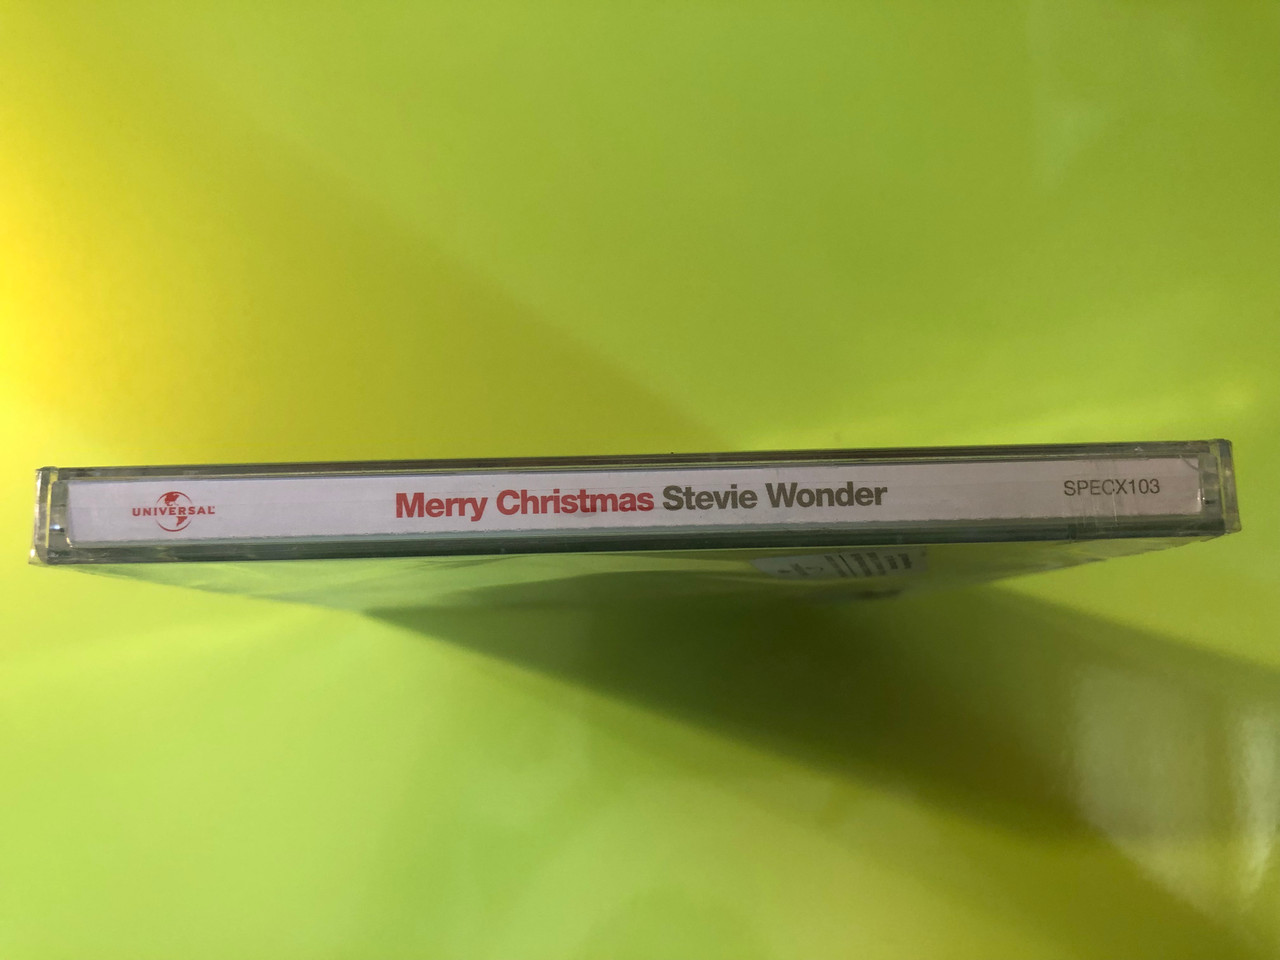 UNIVERSAL Merry Christmas Stevie Wonder SPECX103